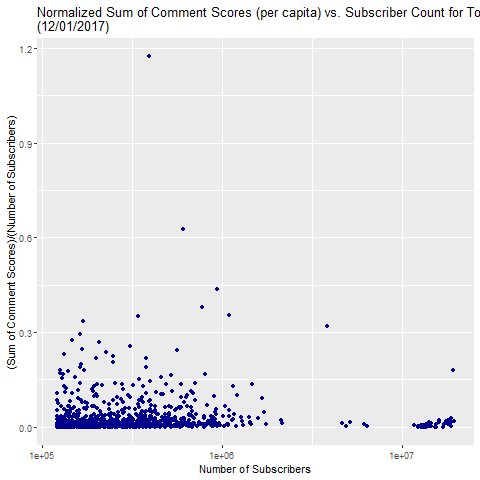 Normalized Sum of Comment Scores (per capita) vs. Subscriber Count for To
(12/01/2017)
(Sum of Comment Scores)/(Number of Subscribers)
1.2
0.9
0.6
0.3
0.0
1e+05 1e+06 1e+07
Number of Subscribers